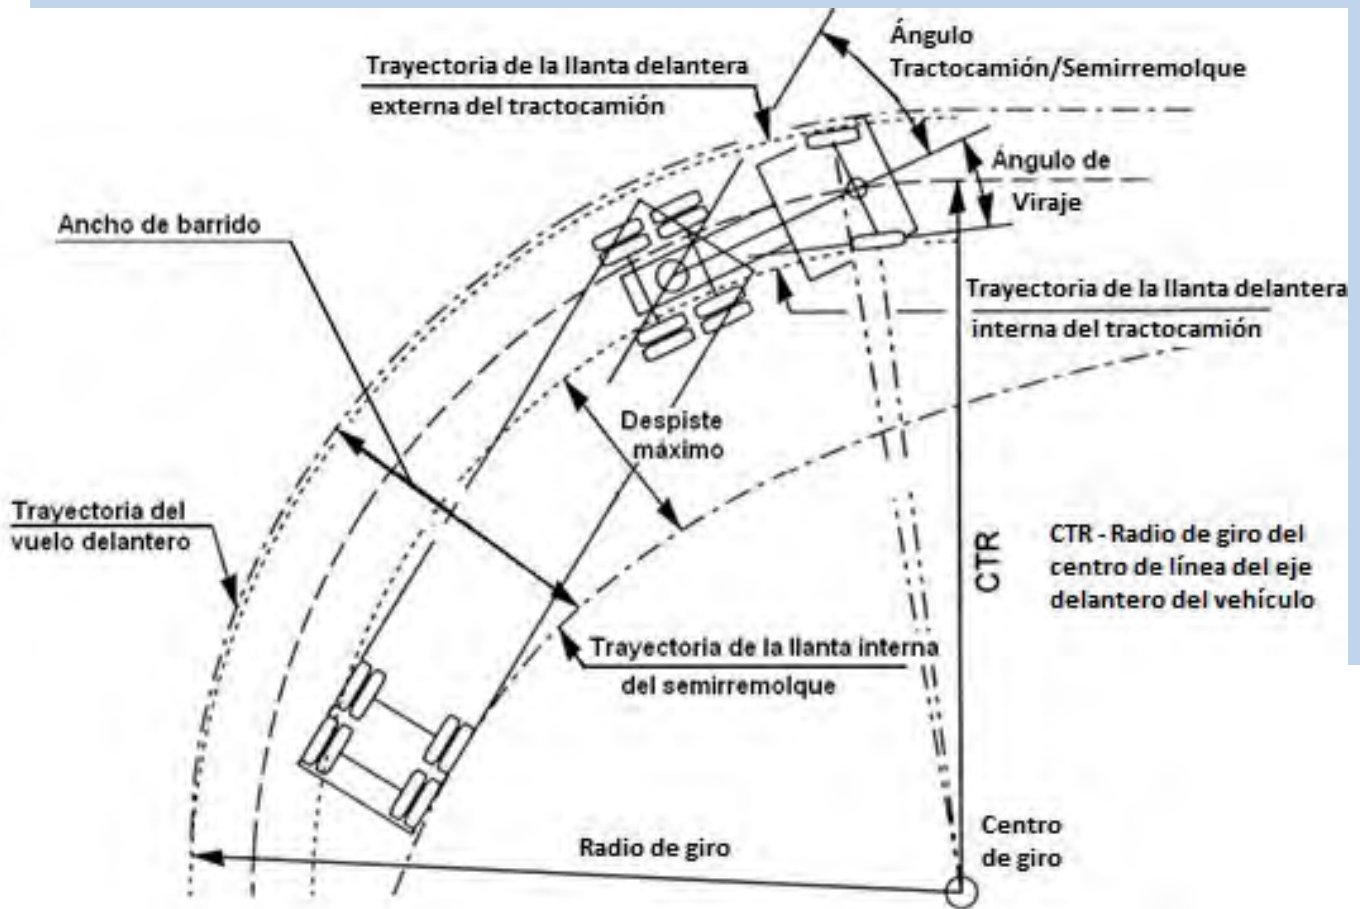 Ángulo
Tractocamión/Semirremolque
Trayectoria de la llanta delantera
externa del tractocamión
Ángulo de
Viraje
Ancho de barrido
Trayectoria de la llanta delantera
interna del tractocamión
Despiste
máximo
Trayectoria del
vuelo delantero
CTR
CTR - Radio de giro del
centro de línea del eje
delantero del vehículo
Trayectoria de la llanta interna
del semirremolque
Radio de giro
Centro
de giro